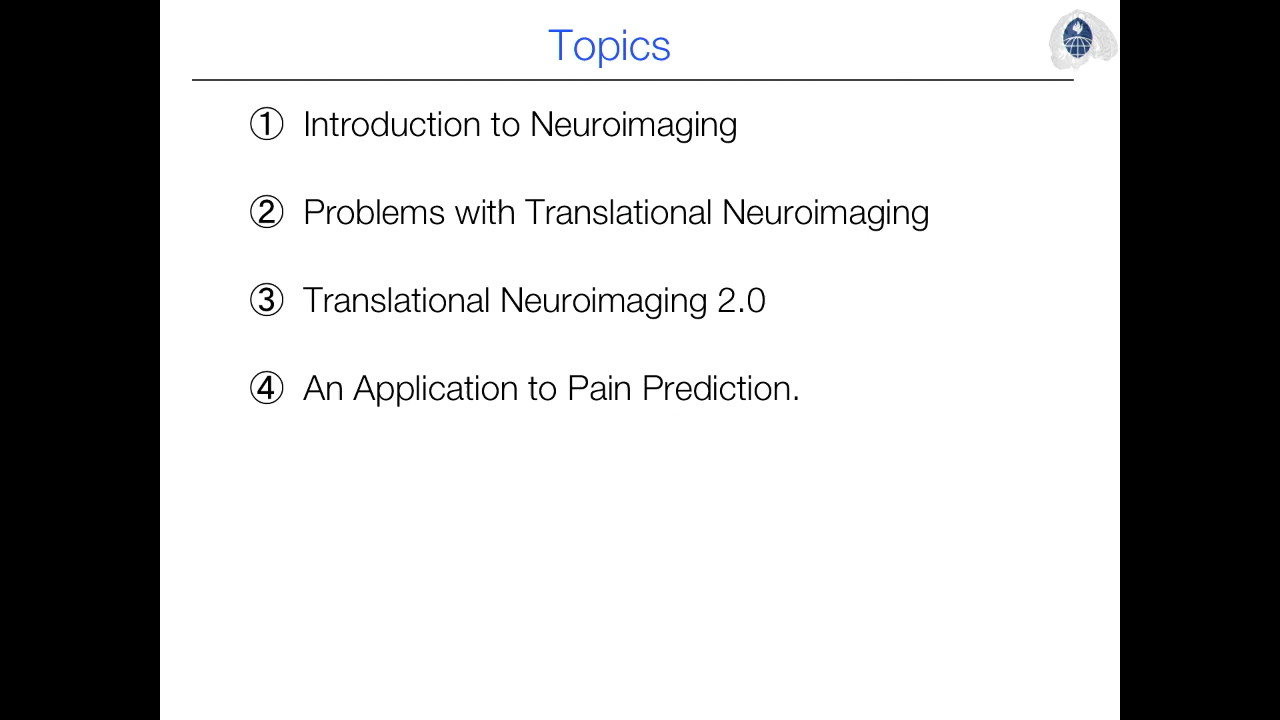 Topics
① Introduction to Neuroimaging
② Problems with Translational Neuroimaging
③ Translational Neuroimaging 2.0
④ An Application to Pain Prediction.